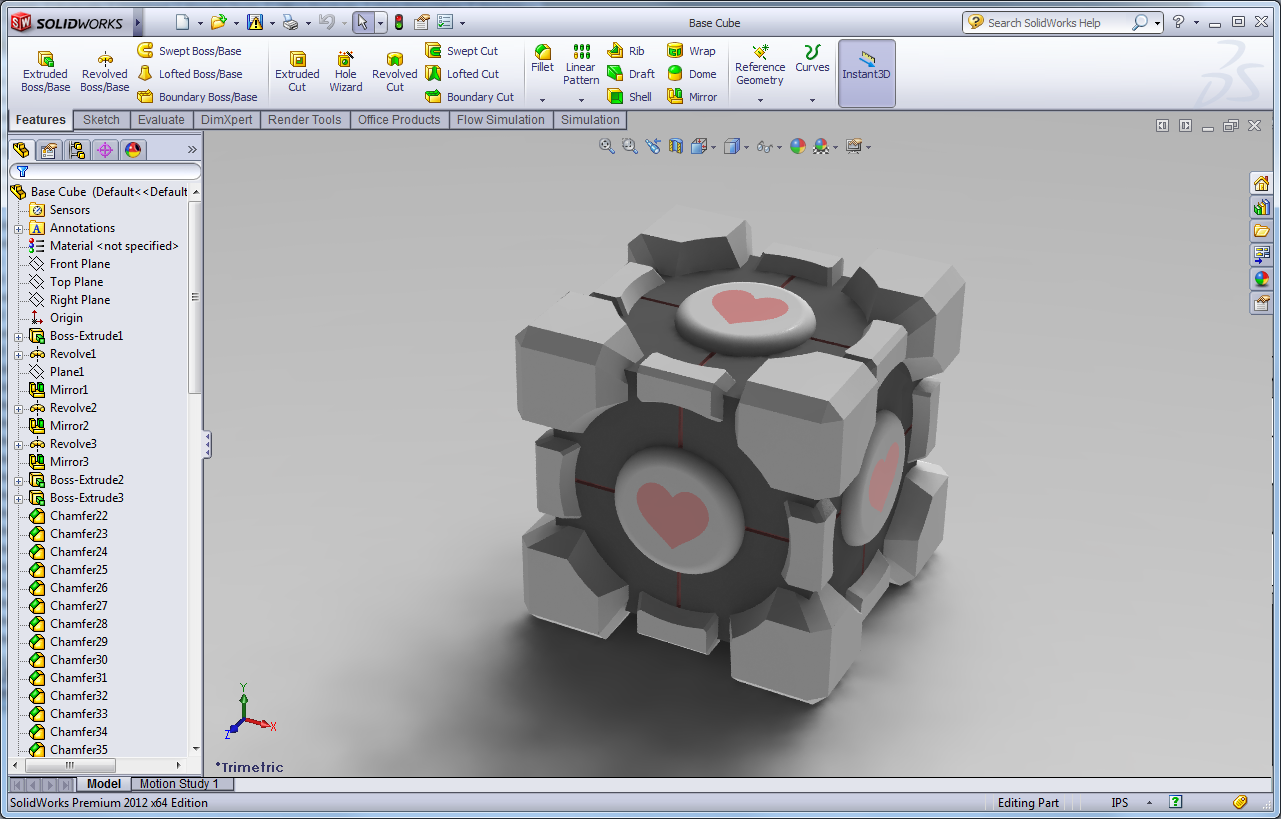 SOLIDWORKS
Base Cube
Search SolidWorks Help
Extruded Boss/Base
Revolved Boss/Base
Swept Boss/Base
Lofted Boss/Base
Boundary Boss/Base
Extruded Cut
Hole Wizard
Revolved Cut
Swept Cut
Lofted Cut
Boundary Cut
Fillet
Linear Pattern
Rib
Draft
Shell
Wrap
Dome
Mirror
Reference Geometry
Curves
Instant3D
Features
Sketch
Evaluate
DimXpert
Render Tools
Office Products
Flow Simulation
Simulation
Base Cube (Default<<Default
Sensors
Annotations
Material <not specified>
Front Plane
Top Plane
Right Plane
Origin
Boss-Extrude1
Revolve1
Plane1
Mirror1
Revolve2
Mirror2
Revolve3
Mirror3
Boss-Extrude2
Boss-Extrude3
Chamfer22
Chamfer23
Chamfer24
Chamfer25
Chamfer26
Chamfer27
Chamfer28
Chamfer29
Chamfer30
Chamfer31
Chamfer32
Chamfer33
Chamfer34
Chamfer35
Y
X
Z
*Trimetric
Model
Motion Study 1
SolidWorks Premium 2012 x64 Edition
Editing Part
IPS